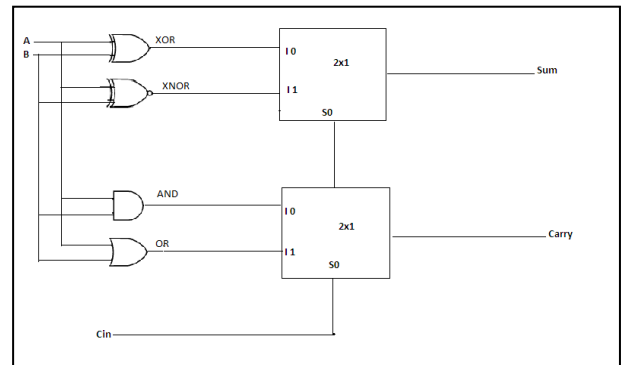 A
B
XOR
XNOR
I 0
I 1
2x1
S0
Sum
AND
OR
I 0
I 1
2x1
S0
Carry
Cin